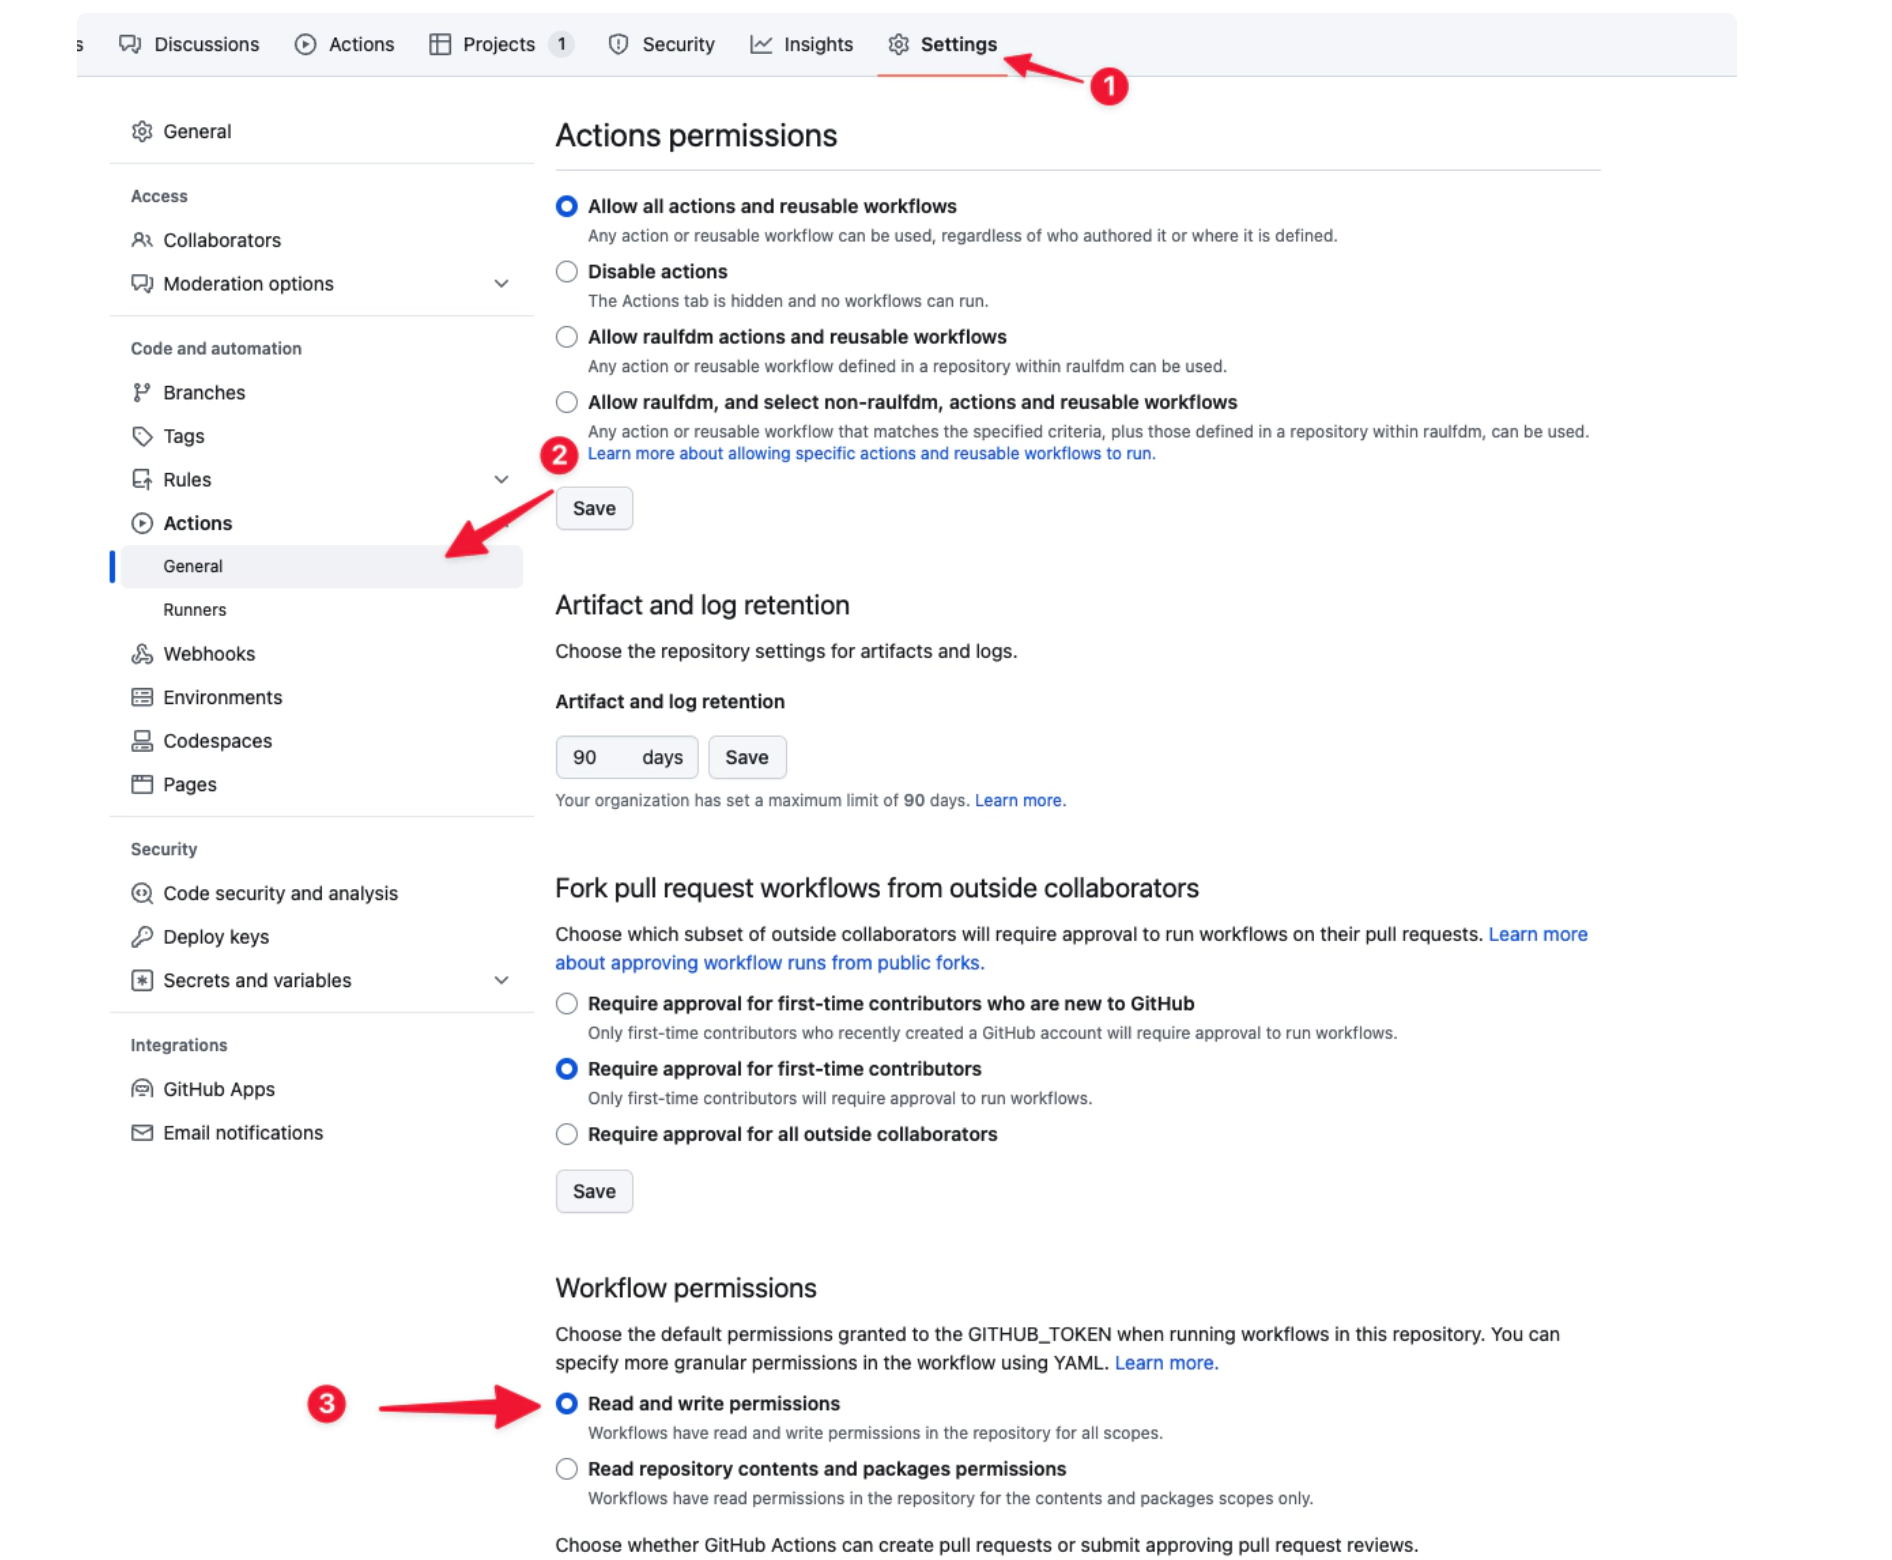 s Discussions Actions Projects 1 Security Insights Settings
1
General
Access
Collaborators
Moderation options
Code and automation
Branches
Tags
Rules
Actions
General
Runners
Webhooks
Environments
Codespaces
Pages
Security
Code security and analysis
Deploy keys
Secrets and variables
Integrations
GitHub Apps
Email notifications
Actions permissions
Allow all actions and reusable workflows
Any action or reusable workflow can be used, regardless of who authored it or where it is defined.
Disable actions
The Actions tab is hidden and no workflows can run.
Allow raulfdm actions and reusable workflows
Any action or reusable workflow defined in a repository within raulfdm can be used.
Allow raulfdm, and select non-raulfdm, actions and reusable workflows
Any action or reusable workflow that matches the specified criteria, plus those defined in a repository within raulfdm, can be used.
2
Learn more about allowing specific actions and reusable workflows to run.
Save
Artifact and log retention
Choose the repository settings for artifacts and logs.
Artifact and log retention
90 days Save
Your organization has set a maximum limit of 90 days. Learn more.
Fork pull request workflows from outside collaborators
Choose which subset of outside collaborators will require approval to run workflows on their pull requests. Learn more
about approving workflow runs from public forks.
Require approval for first-time contributors who are new to GitHub
Only first-time contributors who recently created a GitHub account will require approval to run workflows.
Require approval for first-time contributors
Only first-time contributors will require approval to run workflows.
Require approval for all outside collaborators
Save
Workflow permissions
Choose the default permissions granted to the GITHUB_TOKEN when running workflows in this repository. You can
specify more granular permissions in the workflow using YAML. Learn more.
3
Read and write permissions
Workflows have read and write permissions in the repository for all scopes.
Read repository contents and packages permissions
Workflows have read permissions in the repository for the contents and packages scopes only.
Choose whether GitHub Actions can create pull requests or submit approving pull request reviews.